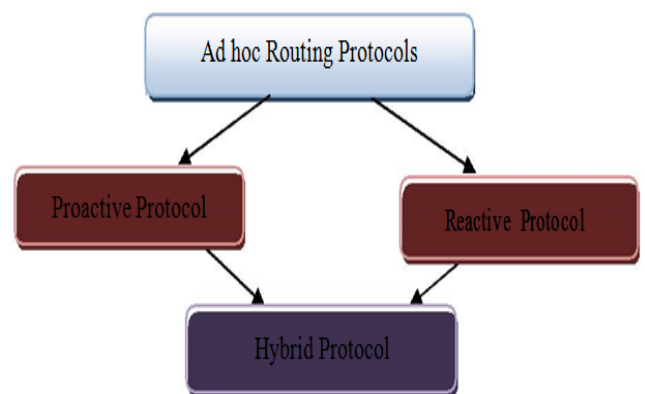 Ad hoc Routing Protocols
Proactive Protocol
Reactive Protocol
Hybrid Protocol